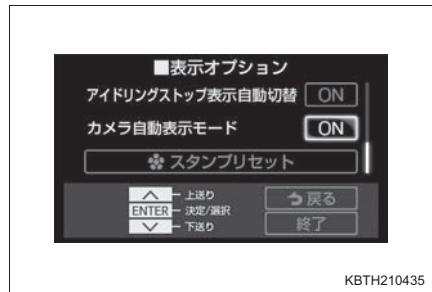 ■表示オプション
アイドリングストップ表示自動切替 ON
カメラ自動表示モード ON
スタンプリセット
上送り 戻る
ENTER 決定/選択
下送り 終了
KBTH210435